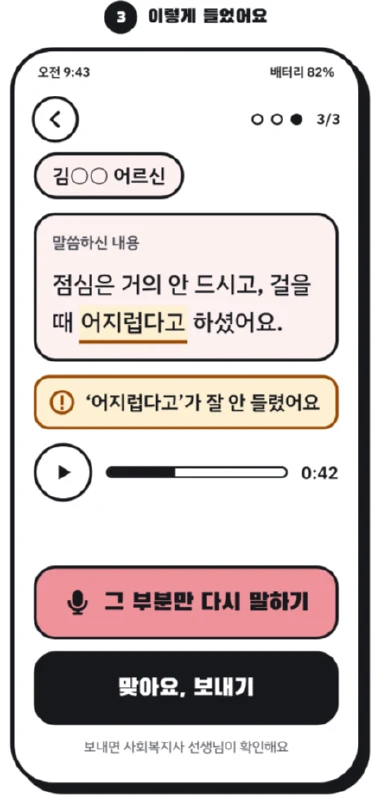 3 이렇게 들었어요
오전 9:43 배터리 82%
3/3
김○○ 어르신
말씀하신 내용
점심은 거의 안 드시고, 걸을
때 어지럽다고 하셨어요.
‘어지럽다고’가 잘 안 들렸어요
0:42
그 부분만 다시 말하기
맞아요, 보내기
보내면 사회복지사 선생님이 확인해요